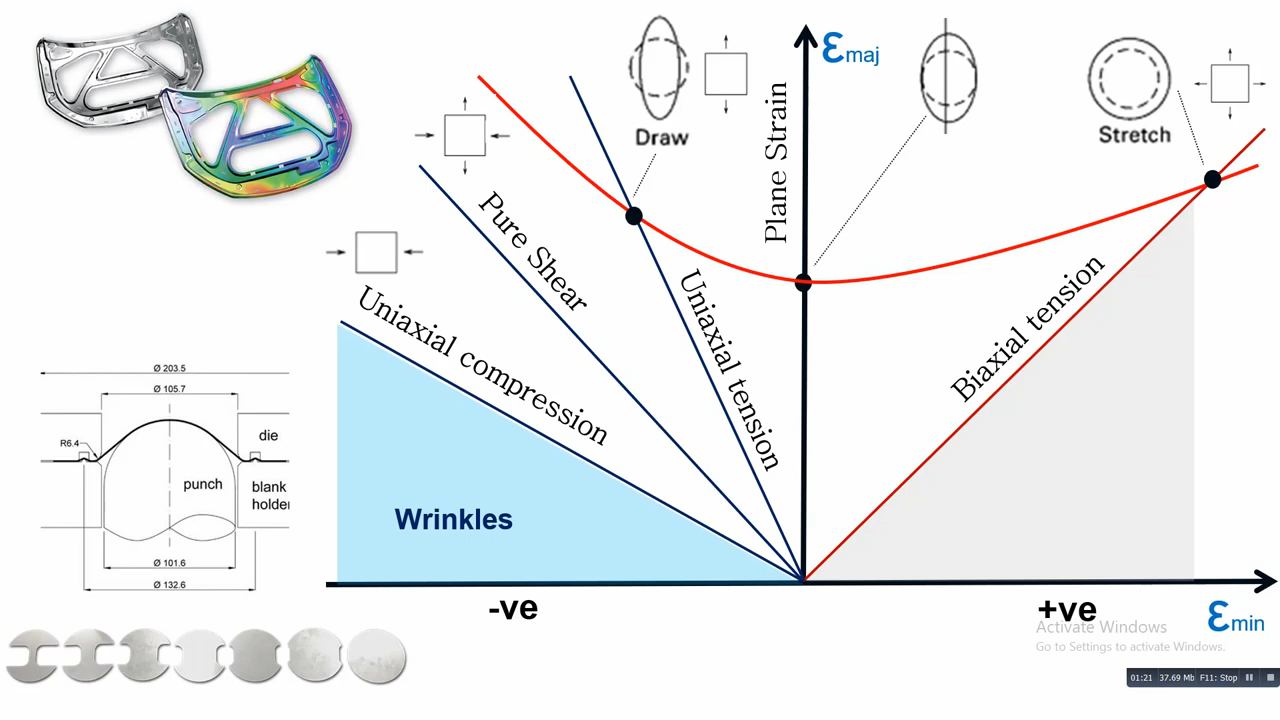 εmaj
Plane Strain
Draw
Stretch
Pure Shear
Uniaxial compression
Uniaxial tension
Biaxial tension
Ø 203.5
Ø 105.7
R6.4
die
punch
blank
holder
Ø 101.6
Ø 132.6
Wrinkles
-ve
+ve
εmin
Activate Windows
Go to Settings to activate Windows.
01:21 37.69 Mb F11: Stop